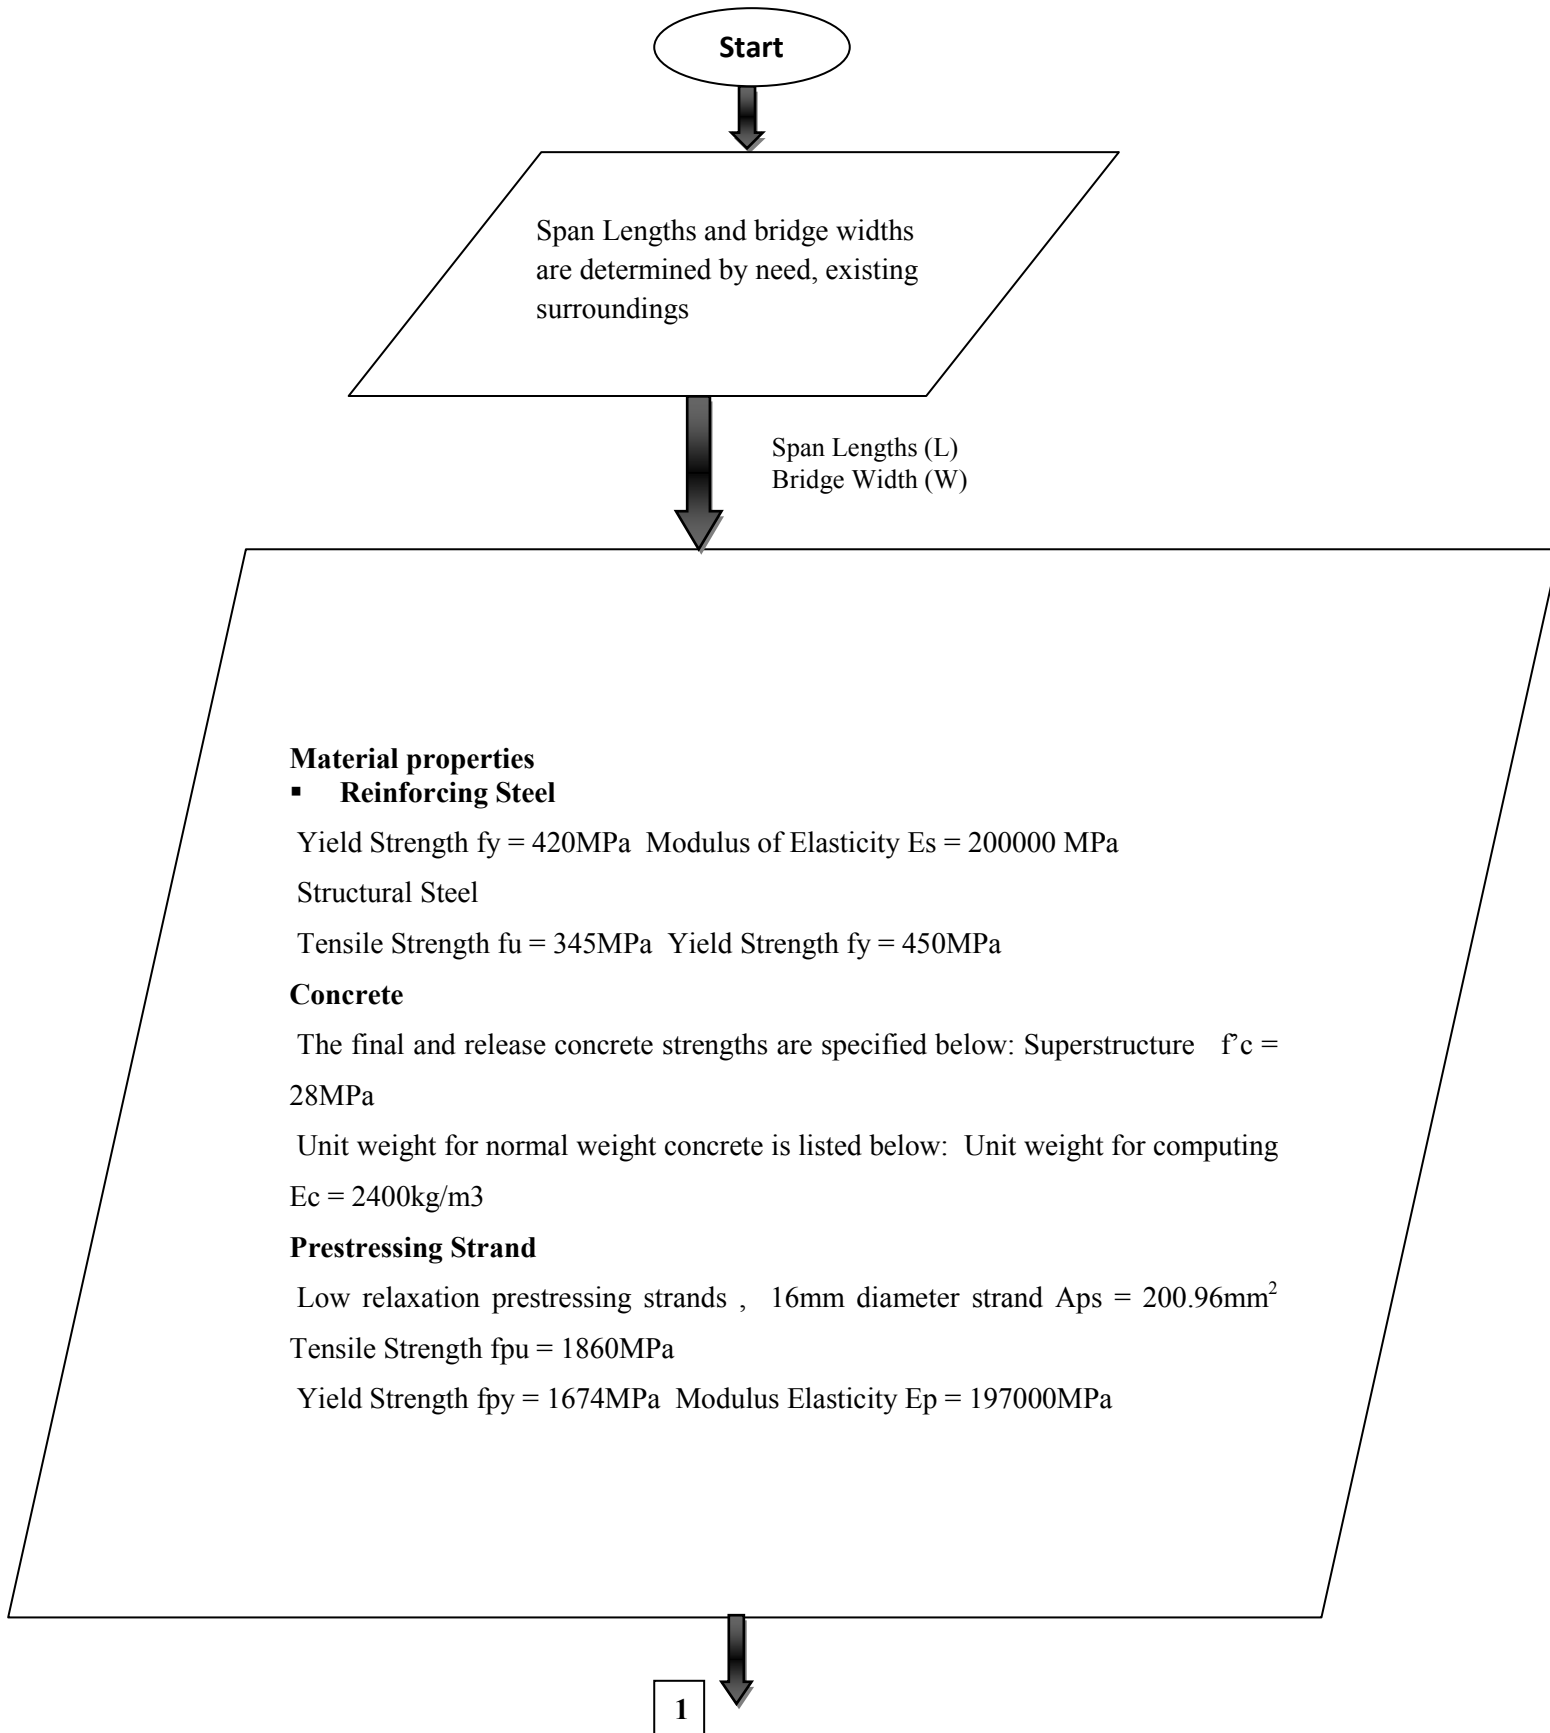 Start
Span Lengths and bridge widths
are determined by need, existing
surroundings
Span Lengths (L)
Bridge Width (W)
Material properties
▪ Reinforcing Steel
Yield Strength fy = 420MPa Modulus of Elasticity Es = 200000 MPa
Structural Steel
Tensile Strength fu = 345MPa Yield Strength fy = 450MPa
Concrete
The final and release concrete strengths are specified below: Superstructure f’c =
28MPa
Unit weight for normal weight concrete is listed below: Unit weight for computing
Ec = 2400kg/m3
Prestressing Strand
Low relaxation prestressing strands , 16mm diameter strand Aps = 200.96mm²
Tensile Strength fpu = 1860MPa
Yield Strength fpy = 1674MPa Modulus Elasticity Ep = 197000MPa
1